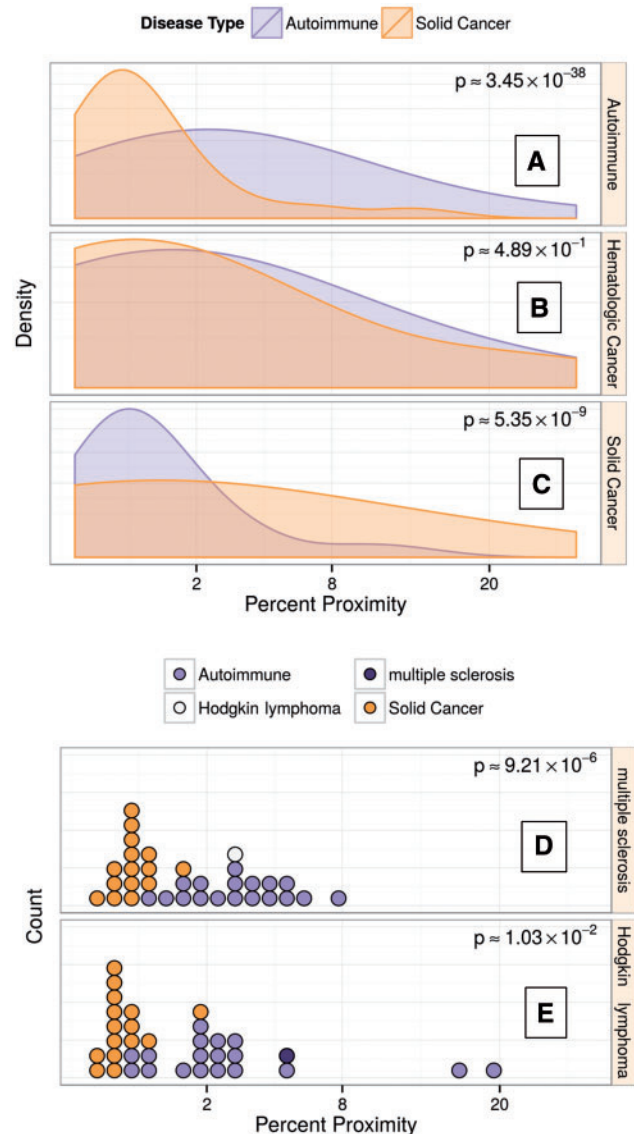 Disease Type Autoimmune Solid Cancer
p ≈ 3.45 × 10⁻³⁸
A
Autoimmune
p ≈ 4.89 × 10⁻¹
B
Hematologic Cancer
p ≈ 5.35 × 10⁻⁹
C
Solid Cancer
Density
2 8 20
Percent Proximity
Autoimmune multiple sclerosis
Hodgkin lymphoma Solid Cancer
p ≈ 9.21 × 10⁻⁶
D
multiple sclerosis
p ≈ 1.03 × 10⁻²
E
Hodgkin lymphoma
Count
2 8 20
Percent Proximity